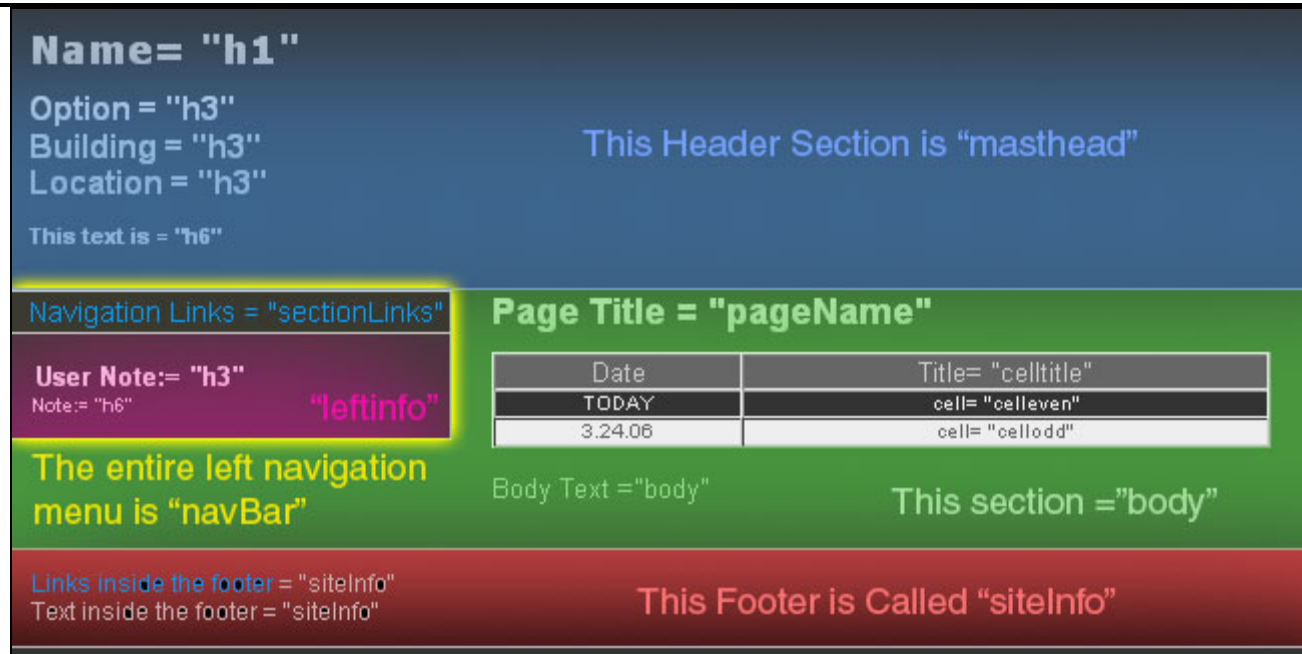 Name= "h1"
Option = "h3"
Building = "h3"
Location = "h3"
This text is = "h6"
This Header Section is “masthead”
Navigation Links = "sectionLinks"
User Note:= "h3"
Note:= "h6"
“leftinfo”
The entire left navigation
menu is “navBar”
Page Title = "pageName"
Date Title= "celltitle"
TODAY cell= "celleven"
3.24.06 cell= "cellodd"
Body Text ="body"
This section =”body”
Links inside the footer = "siteInfo"
Text inside the footer = "siteInfo"
This Footer is Called “siteInfo”